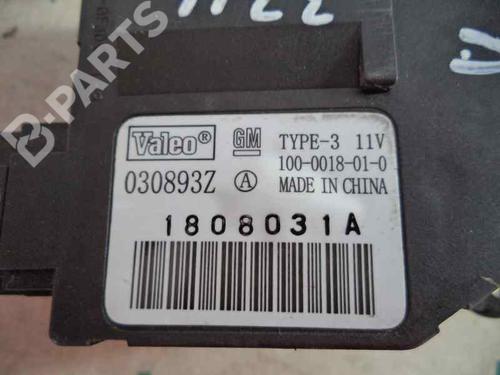 B-PARTS
Valeo® GM TYPE-3 11V
100-0018-01-0
030893Z A MADE IN CHINA
1808031A